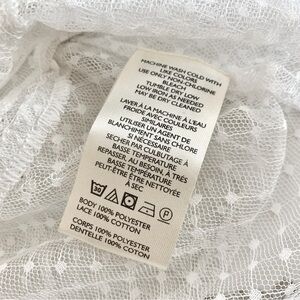 MACHINE WASH COLD WITH
LIKE COLORS
USE ONLY NON-CHLORINE
BLEACH
TUMBLE DRY LOW
LOW IRON AS NEEDED
MAY BE DRY CLEANED
LAVER À LA MACHINE À L'EAU
FROIDE AVEC COULEURS
SIMILAIRES
UTILISER UN AGENT DE
BLANCHIMENT SANS CHLORE
SI NÉCESSAIRE
SECHER PAR CULBUTAGE À
BASSE TEMPÉRATURE
REPASSER, AU BESOIN, À TRÉS
BASSE TEMPÉRATURE
PEUT-ÊTRE ÊTRE NETTOYÉE
À SEC
P
BODY 100% POLYESTER
LACE 100% COTTON
CORPS 100% POLYESTER
DENTELLE 100% COTON